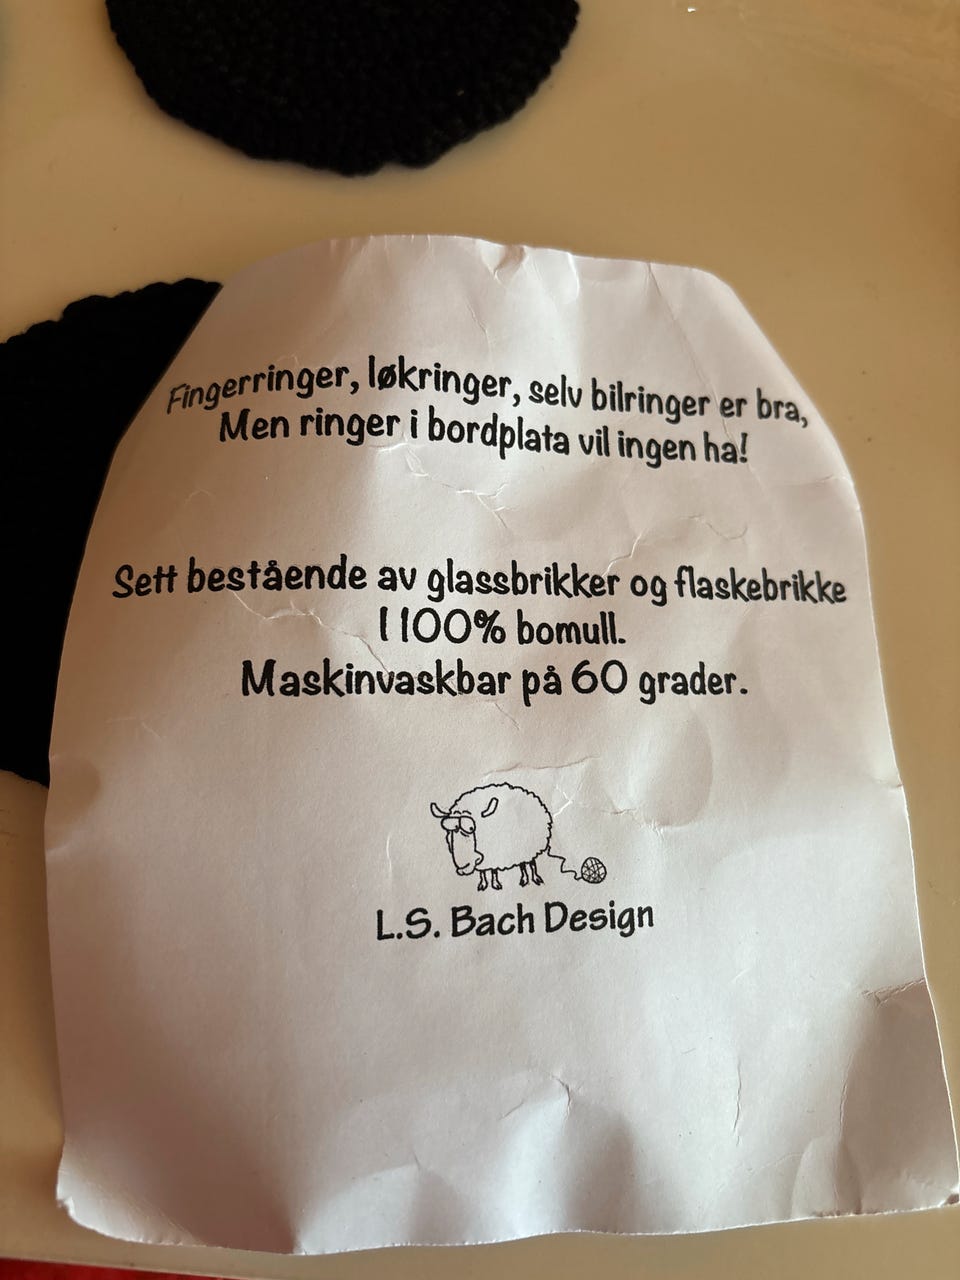 Fingerringer, løkringer, selv bilringer er bra,
Men ringer i bordplata vil ingen ha!
Sett bestående av glassbrikker og flaskebrikke
I 100% bomull.
Maskinvaskbar på 60 grader.
L.S. Bach Design